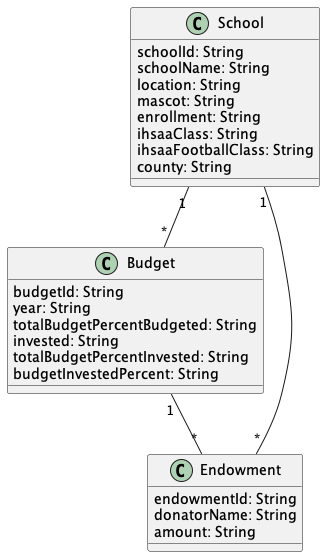 C School
schoolId: String
schoolName: String
location: String
mascot: String
enrollment: String
ihsaaClass: String
ihsaaFootballClass: String
county: String
1
1
*
C Budget
budgetId: String
year: String
totalBudgetPercentBudgeted: String
invested: String
totalBudgetPercentInvested: String
budgetInvestedPercent: String
1
*
*
C Endowment
endowmentId: String
donatorName: String
amount: String